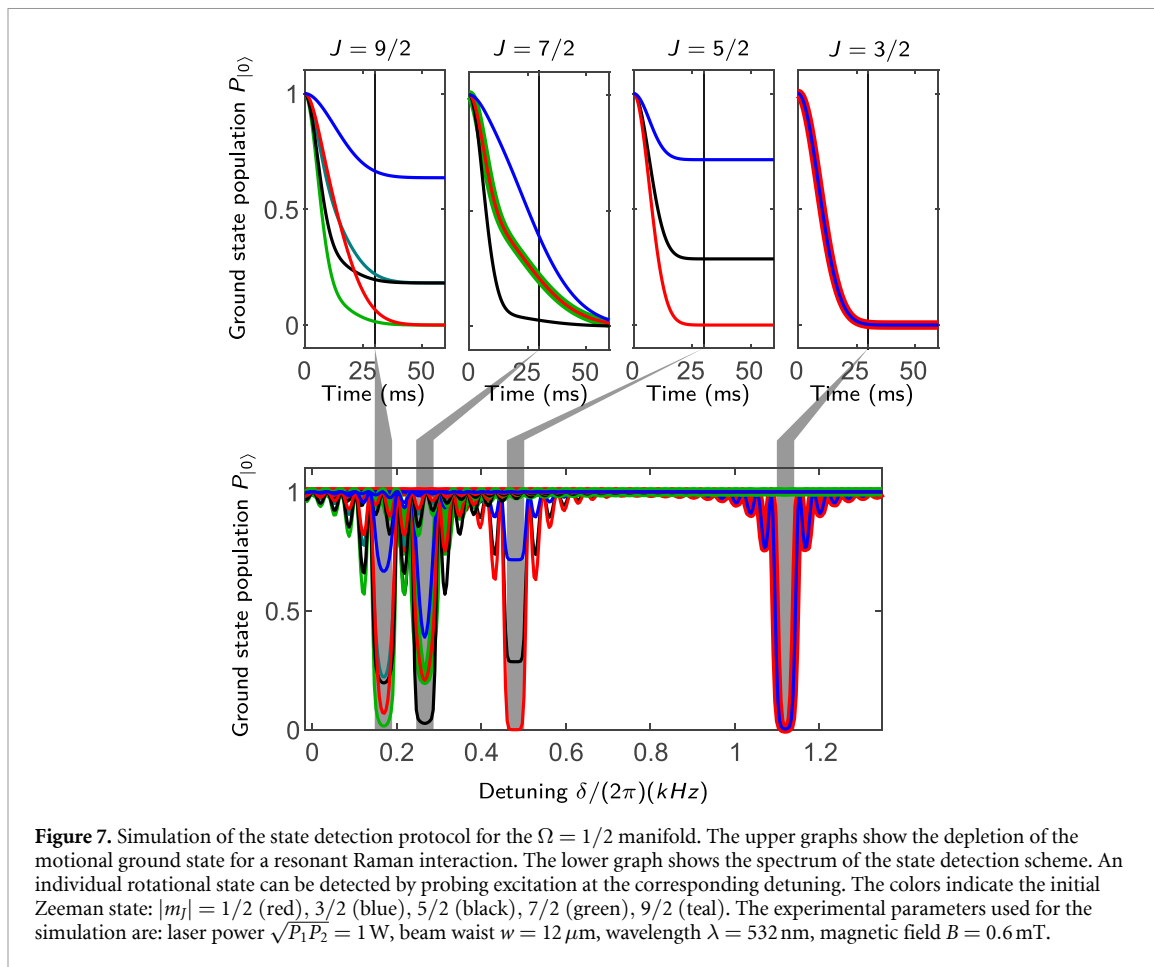 J = 9/2 J = 7/2 J = 5/2 J = 3/2
Ground state population P|0⟩
1
0.5
0
0 25 50 0 25 50 0 25 50 0 25 50
Time (ms) Time (ms) Time (ms) Time (ms)
Ground state population P|0⟩
1
0.5
0
0 0.2 0.4 0.6 0.8 1 1.2
Detuning δ/(2π)(kHz)
Figure 7. Simulation of the state detection protocol for the Ω = 1/2 manifold. The upper graphs show the depletion of the
motional ground state for a resonant Raman interaction. The lower graph shows the spectrum of the state detection scheme. An
individual rotational state can be detected by probing excitation at the corresponding detuning. The colors indicate the initial
Zeeman state: |mJ| = 1/2 (red), 3/2 (blue), 5/2 (black), 7/2 (green), 9/2 (teal). The experimental parameters used for the
simulation are: laser power √P1P2 = 1 W, beam waist w = 12 μm, wavelength λ = 532 nm, magnetic field B = 0.6 mT.